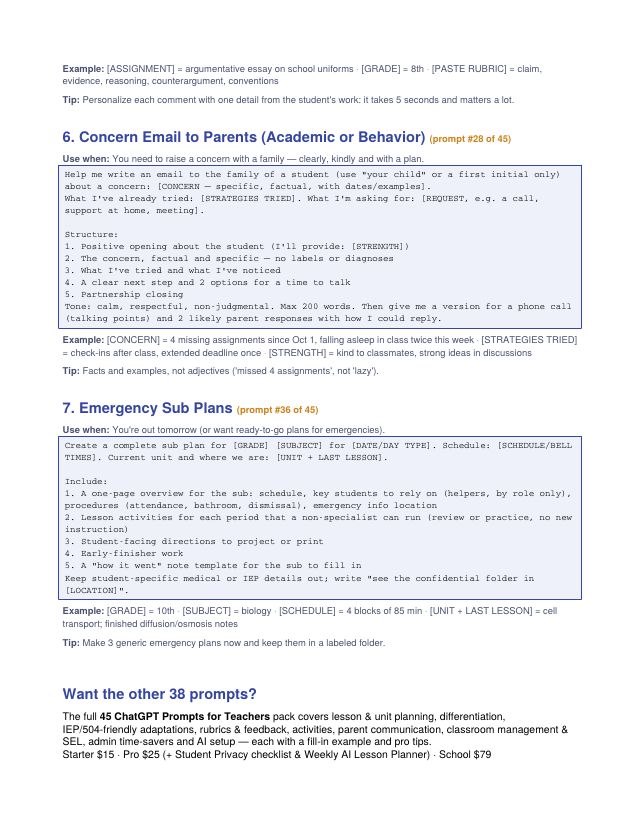 Example: [ASSIGNMENT] = argumentative essay on school uniforms · [GRADE] = 8th · [PASTE RUBRIC] = claim,
evidence, reasoning, counterargument, conventions
Tip: Personalize each comment with one detail from the student's work: it takes 5 seconds and matters a lot.
6. Concern Email to Parents (Academic or Behavior) (prompt #28 of 45)
Use when: You need to raise a concern with a family — clearly, kindly and with a plan.
Help me write an email to the family of a student (use "your child" or a first initial only)
about a concern: [CONCERN — specific, factual, with dates/examples].
What I've already tried: [STRATEGIES TRIED]. What I'm asking for: [REQUEST, e.g. a call,
support at home, meeting].
Structure:
1. Positive opening about the student (I'll provide: [STRENGTH])
2. The concern, factual and specific — no labels or diagnoses
3. What I've tried and what I've noticed
4. A clear next step and 2 options for a time to talk
5. Partnership closing
Tone: calm, respectful, non-judgmental. Max 200 words. Then give me a version for a phone call
(talking points) and 2 likely parent responses with how I could reply.
Example: [CONCERN] = 4 missing assignments since Oct 1, falling asleep in class twice this week · [STRATEGIES TRIED]
= check-ins after class, extended deadline once · [STRENGTH] = kind to classmates, strong ideas in discussions
Tip: Facts and examples, not adjectives ('missed 4 assignments', not 'lazy').
7. Emergency Sub Plans (prompt #36 of 45)
Use when: You're out tomorrow (or want ready-to-go plans for emergencies).
Create a complete sub plan for [GRADE] [SUBJECT] for [DATE/DAY TYPE]. Schedule: [SCHEDULE/BELL
TIMES]. Current unit and where we are: [UNIT + LAST LESSON].
Include:
1. A one-page overview for the sub: schedule, key students to rely on (helpers, by role only),
procedures (attendance, bathroom, dismissal), emergency info location
2. Lesson activities for each period that a non-specialist can run (review or practice, no new
instruction)
3. Student-facing directions to project or print
4. Early-finisher work
5. A "how it went" note template for the sub to fill in
Keep student-specific medical or IEP details out; write "see the confidential folder in
[LOCATION]".
Example: [GRADE] = 10th · [SUBJECT] = biology · [SCHEDULE] = 4 blocks of 85 min · [UNIT + LAST LESSON] = cell
transport; finished diffusion/osmosis notes
Tip: Make 3 generic emergency plans now and keep them in a labeled folder.
Want the other 38 prompts?
The full 45 ChatGPT Prompts for Teachers pack covers lesson & unit planning, differentiation,
IEP/504-friendly adaptations, rubrics & feedback, activities, parent communication, classroom management &
SEL, admin time-savers and AI setup — each with a fill-in example and pro tips.
Starter $15 · Pro $25 (+ Student Privacy checklist & Weekly AI Lesson Planner) · School $79